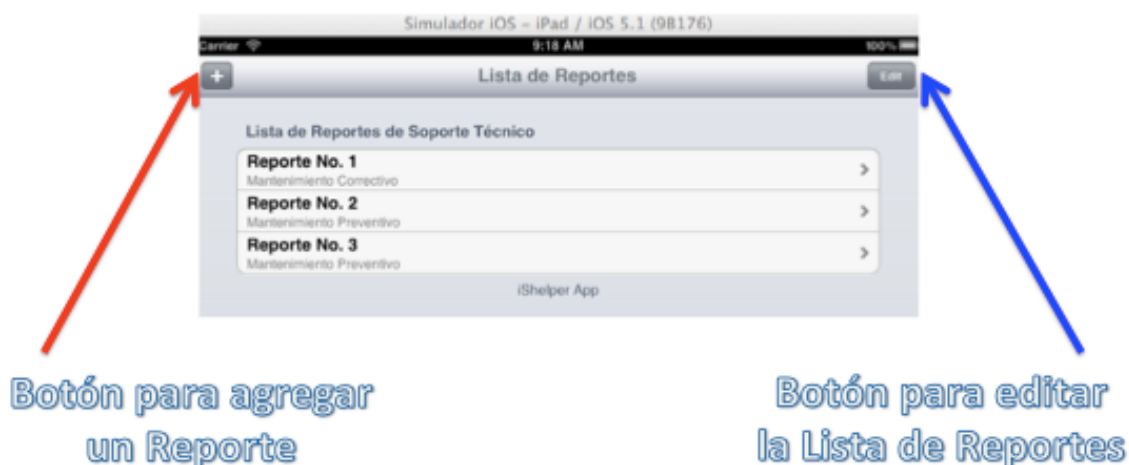 Simulador iOS - iPad / iOS 5.1 (98176)
Carrier 9:18 AM 100%
+ Lista de Reportes Edit
Lista de Reportes de Soporte Técnico
Reporte No. 1
Mantenimiento Correctivo
Reporte No. 2
Mantenimiento Preventivo
Reporte No. 3
Mantenimiento Preventivo
iShelper App
Botón para agregar
un Reporte
Botón para editar
la Lista de Reportes